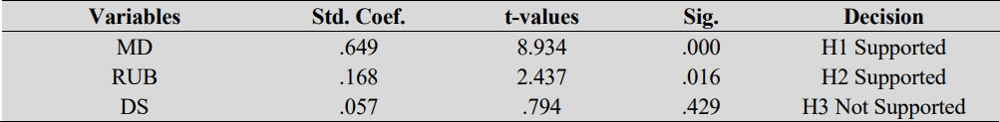 Variables Std. Coef. t-values Sig. Decision
MD .649 8.934 .000 H1 Supported
RUB .168 2.437 .016 H2 Supported
DS .057 .794 .429 H3 Not Supported